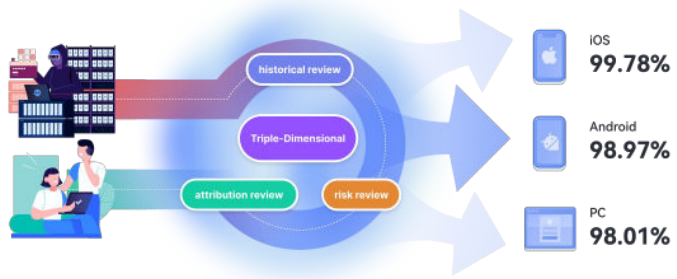 historical review
Triple-Dimensional
attribution review
risk review
iOS
99.78%
Android
98.97%
PC
98.01%